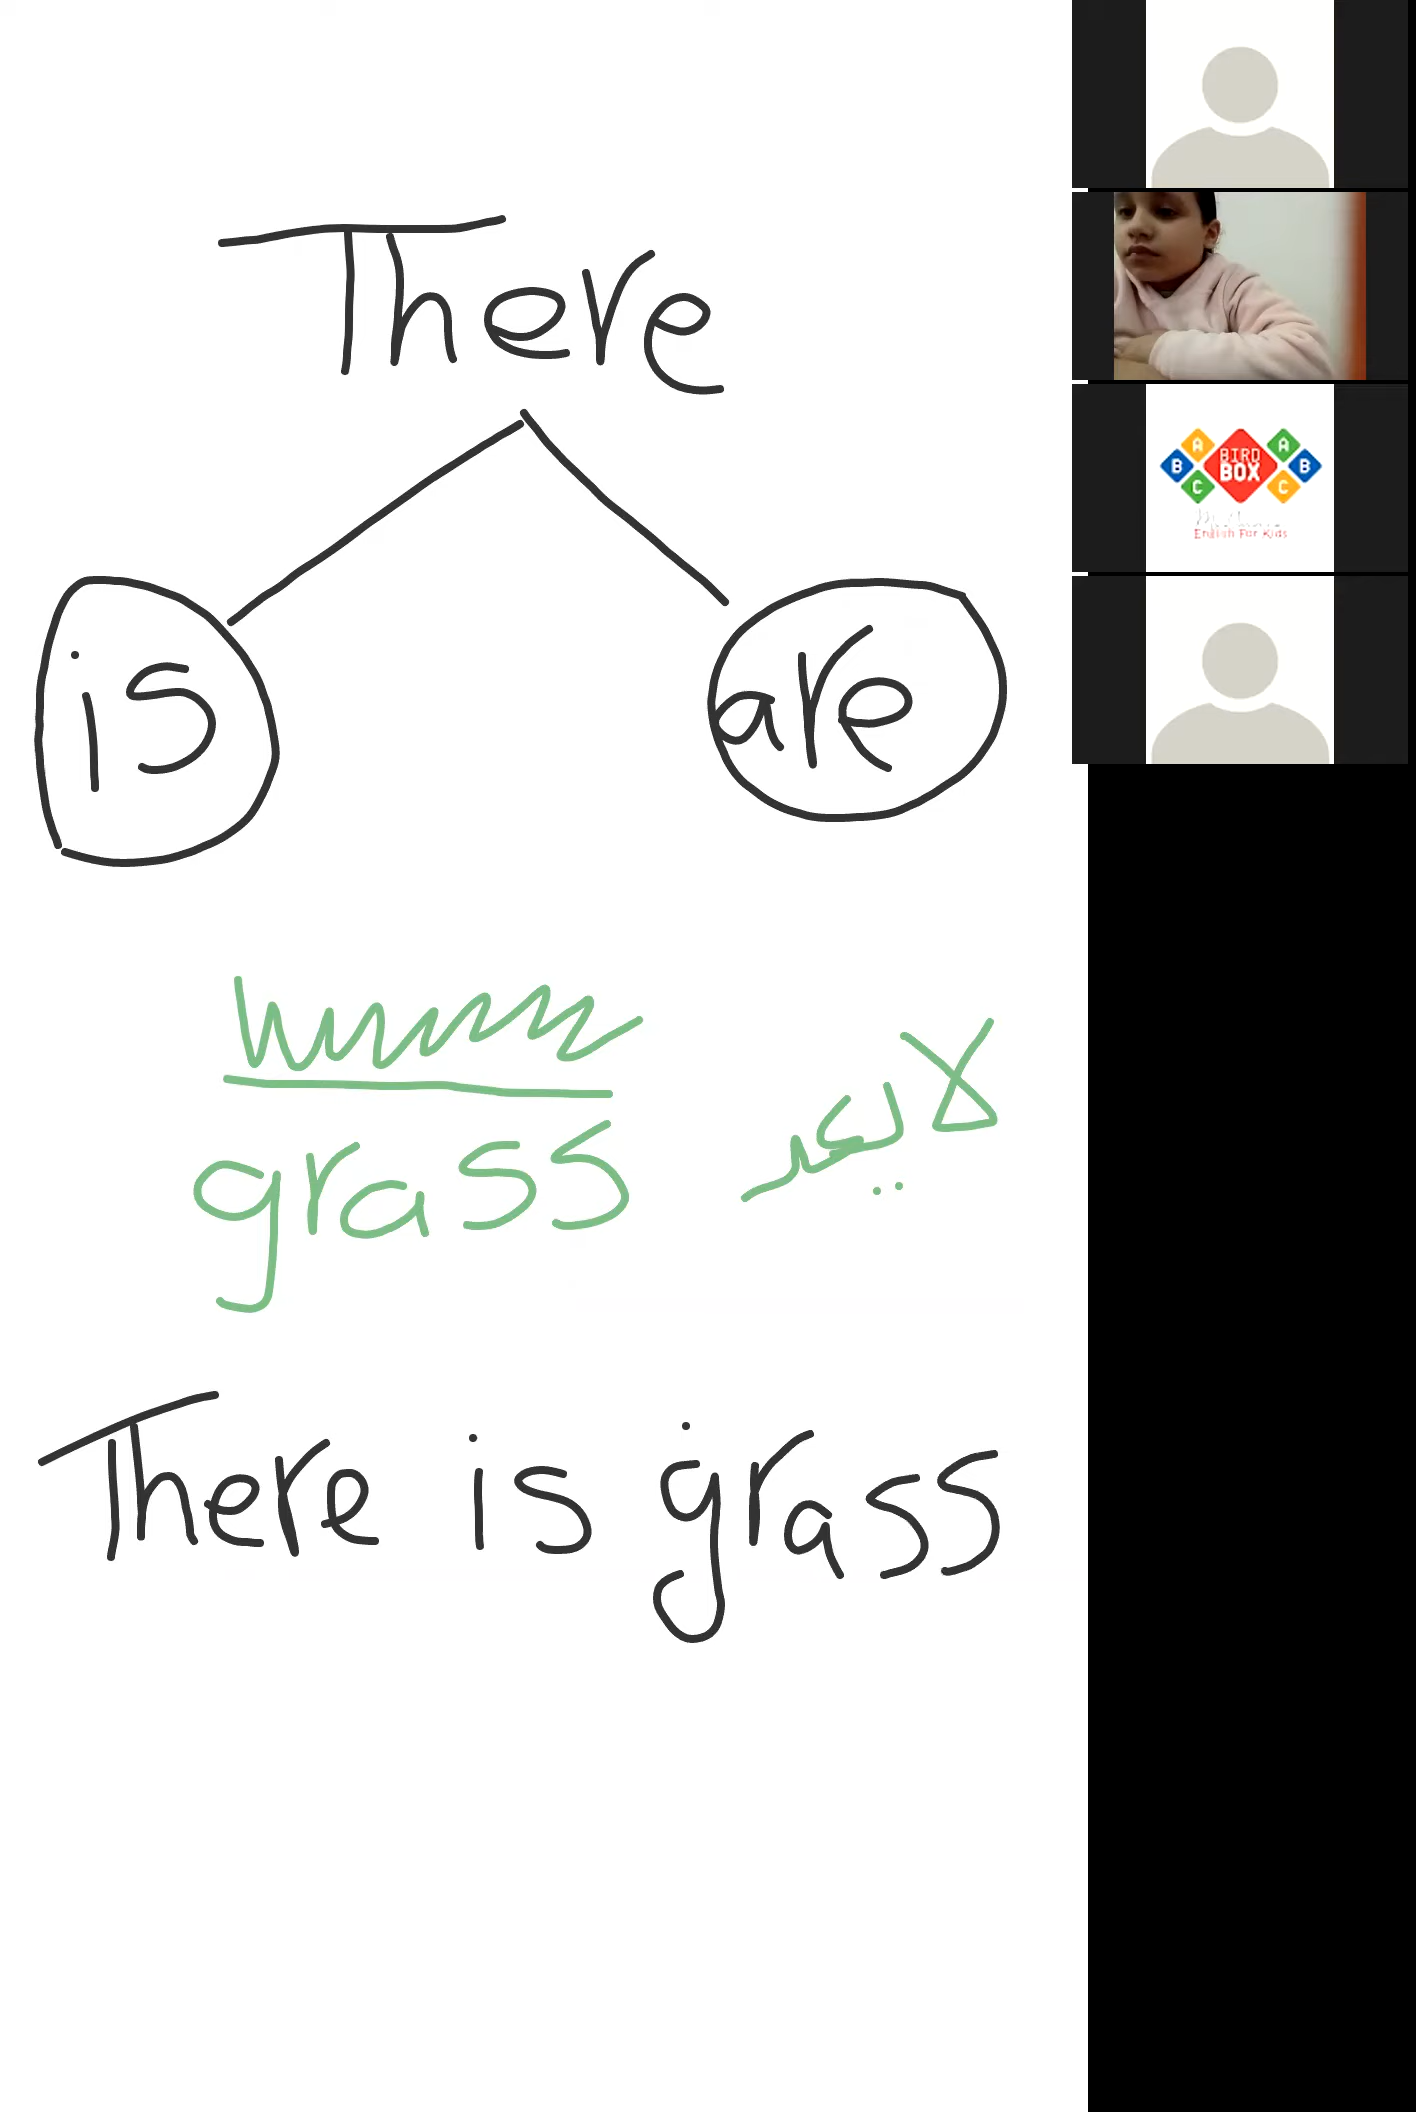 There
is are
grass لا يعد
There is grass
A A
B BIRD B
BOX
C C
English For Kids